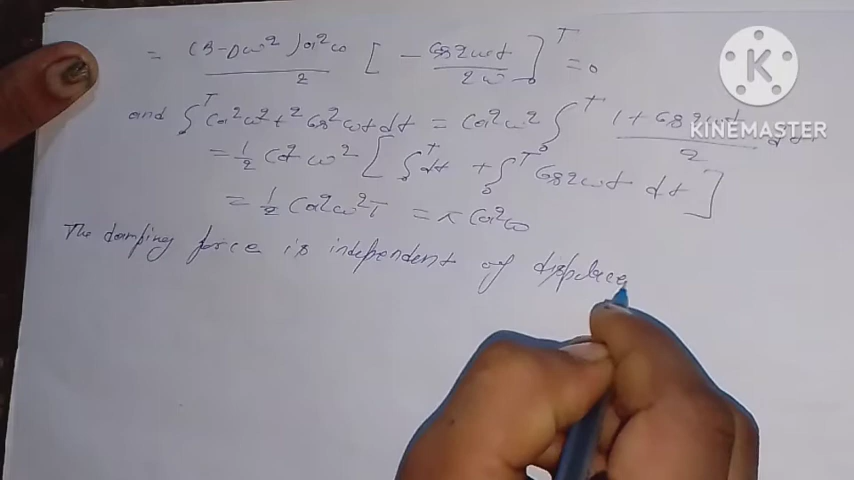 = (B-Dω²)a²ω / 2 [ - cos2ωt / 2ω ]₀ᵀ = 0
and ∫₀ᵀ ca²ω² + ² cos²ωt dt = ca²ω² ∫₀ᵀ 1 + cos2ωt / 2 dt
= 1/2 ca²ω² [ ∫₀ᵀ dt + ∫₀ᵀ cos2ωt dt ]
= 1/2 ca²ω²T = π ca²ω
The damping force is independent of displace
K
KINEMASTER